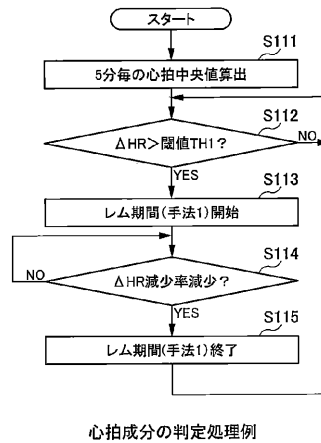 スタート
S111
5分毎の心拍中央値算出
S112
ΔHR>閾値TH1?
NO
YES
S113
レム期間(手法1)開始
S114
ΔHR減少率減少?
NO
YES
S115
レム期間(手法1)終了
心拍成分の判定処理例